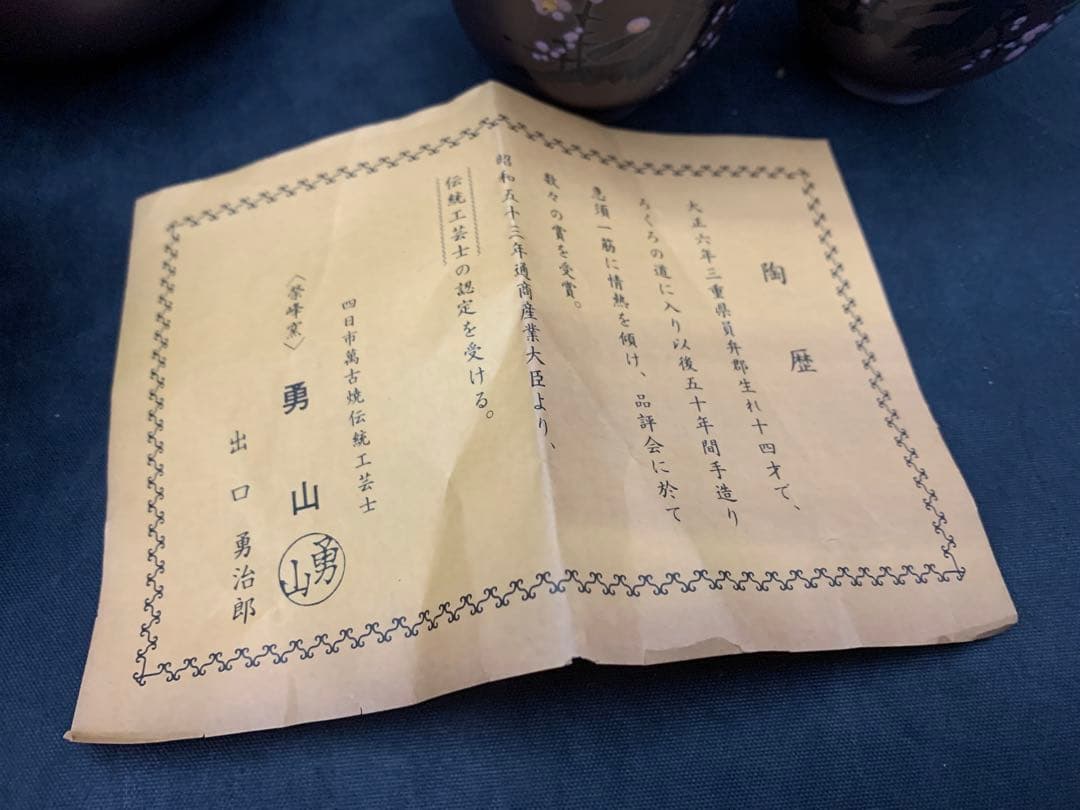 陶歴
大正六年三重県員弁郡生れ十四才で、
ろくろの道に入り以後五十年間手造り
急須一筋に情熱を傾け、品評会に於て
数々の賞を受賞。
昭和五十三年通商産業大臣より、
伝統工芸士の認定を受ける。
四日市萬古焼伝統工芸士
〈栄峰窯〉勇山
勇山
出口勇治郎